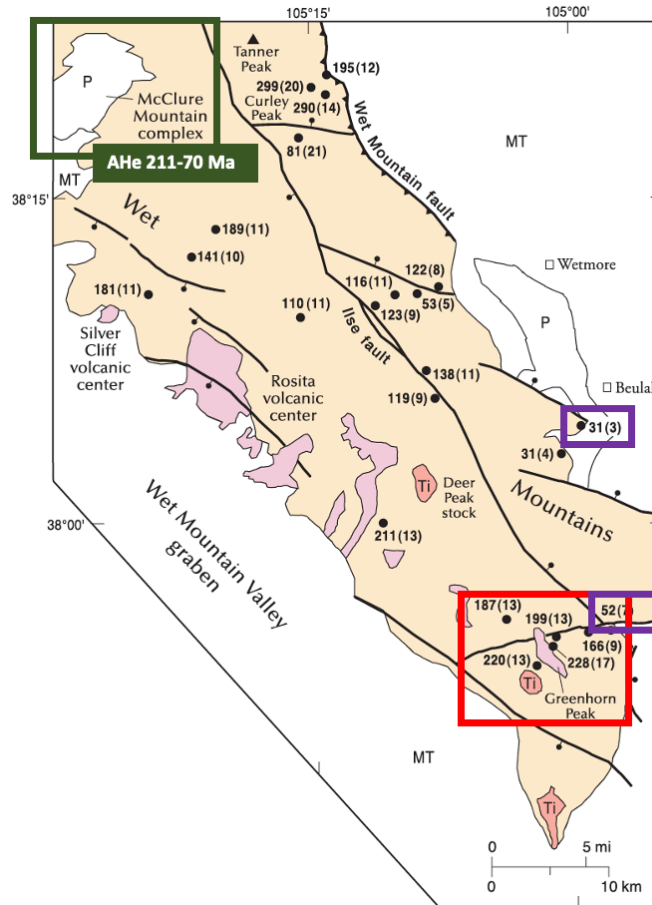 105°15'
105°00'
Tanner
Peak
195(12)
299(20)
P
290(14)
Curley
Peak
McClure
Mountain
complex
MT
AHe 211-70 Ma
81(21)
Wet Mountain fault
MT
38°15'
Wet
189(11)
141(10)
122(8)
Wetmore
116(11)
181(11)
53(5)
110(11)
123(9)
P
Ilse fault
Silver
Cliff
volcanic
center
138(11)
Rosita
volcanic
center
Beulah
119(9)
31(3)
31(4)
Ti
Deer
Peak
stock
Mountains
Wet Mountain Valley
graben
38°00'
211(13)
187(13)
52(7)
199(13)
166(9)
220(13)
228(17)
Ti
Greenhorn
Peak
MT
Ti
0
5 mi
0
10 km